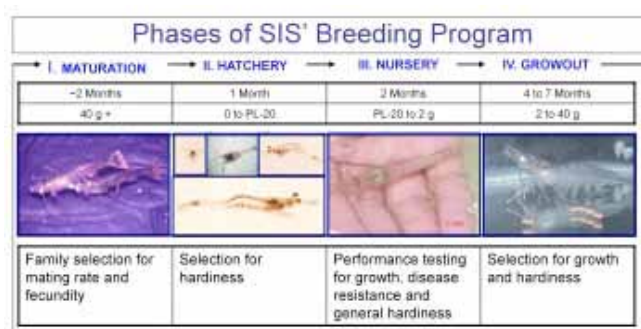 Phases of SIS' Breeding Program
I. MATURATION II. HATCHERY III. NURSERY IV. GROWOUT
~2 Months 1 Month 2 Months 4 to 7 Months
40 g + 0 to PL-20 PL-20 to 2 g 2 to 40 g
Family selection for
mating rate and
fecundity
Selection for
hardiness
Performance testing
for growth, disease
resistance and
general hardiness
Selection for growth
and hardiness